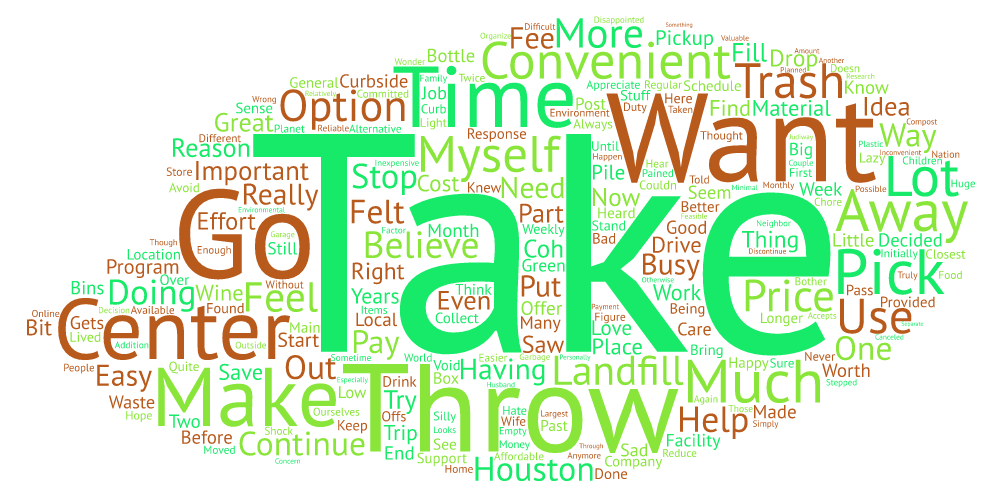 Take
Want
Throw
Go
Center
Make
Time
Convenient
More
Fee
Pickup
Fill
Drop
Trash
Option
Curbside
Bottle
General
Disappointed
Something
Difficult
Organize
Valuable
Amount
Another
Planned
Doesn
Research
Know
Schedule
Regular
Appreciate
Stuff
Wonder
Family
Twice
Job
Committed
Relatively
Wrong
Sense
Curb
Great
Planet
Reliable
Alternative
Light
Post
Environment
Duty
Here
Taken
Find
Material
Idea
Compost
Different
Reason
Response
Always
Until
Thought
Big
Plastic
Judiway
Inconvenient
Way
Store
Important
Inexpensive
Stop
Myself
Happen
Hear
Pained
Pile
Couple
First
Lazy
Children
Nation
Avoid
Really
Cost
Knew
Need
Couldn
Told
Minimal
Monthly
Possible
Lot
Huge
Environmental
Effort
Felt
Now
Seem
Week
Chore
Away
Though
Garage
Part
Heard
Better
Feasible
Neighbor
Location
Enough
Still
Factor
Month
Weekly
Stand
Good
Thing
Little
Decided
Program
Over
Without
Believe
Coh
Bad
Drive
Discontinue
Initially
Closest
Bins
Doing
Right
Green
Busy
Otherwise
Pick
Truly
Food
Online
Available
Found
Years
Think
Put
Offer
Work
Bother
Pass
Provided
Bit
Gets
Decision
Wine
Feel
Items
Even
Collect
Many
Payment
Figure
Being
Price
Longer
Accepts
Use
Separate
Lived
Main
Local
Saw
Love
Care
Canceled
Addition
Outside
Start
Pay
Place
Bring
Never
One
People
Easy
Quite
Save
Out
Sometime
World
Void
Easier
Having
Garbage
Personally
Landfill
Happy
Sure
Worth
Stepped
Waste
Especially
Drink
Box
Husband
Much
Hope
Two
Ourselves
Low
Try
Silly
Hate
Largest
Again
Those
Made
Moved
Before
Shock
Keep
Offs
Looks
Wife
Empty
Past
Help
Simply
Continue
Trip
See
Money
Through
Sad
Facility
Concern
End
Support
Affordable
Anymore
Company
Reduce
Home
Houston
Done